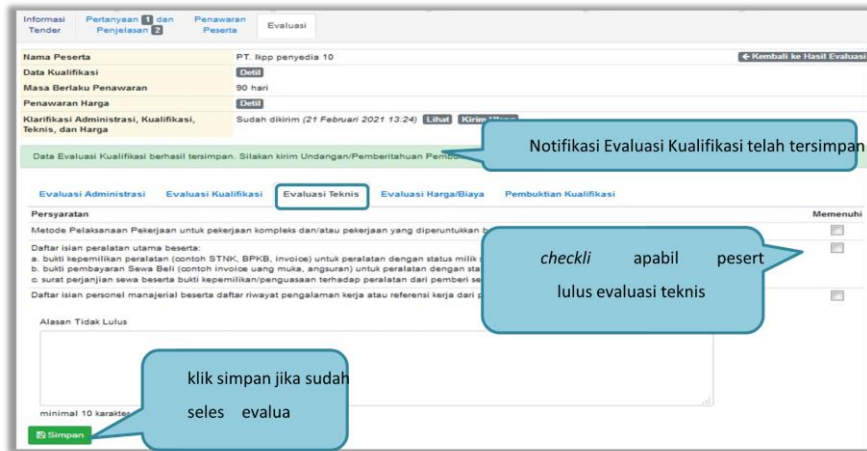 Informasi Tender
Pertanyaan 1 dan Penjelasan 2
Penawaran Peserta
Evaluasi
Nama Peserta PT. lkpp penyedia 10 Kembali ke Hasil Evaluasi
Data Kualifikasi Detil
Masa Berlaku Penawaran 90 hari
Penawaran Harga Detil
Klarifikasi Administrasi, Kualifikasi, Sudah dikirim (21 Februari 2021 13:24) Lihat Kirim
Teknis, dan Harga
Notifikasi Evaluasi Kualifikasi telah tersimpan
Data Evaluasi Kualifikasi berhasil tersimpan. Silakan kirim Undangan/Pemberitahuan
Evaluasi Administrasi Evaluasi Kualifikasi Evaluasi Teknis Evaluasi Harga/Biaya Pembuktian Kualifikasi
Persyaratan Memenuhi
Metode Pelaksanaan Pekerjaan untuk pekerjaan kompleks dan/atau pekerjaan yang diperuntukkan
Daftar isian peralatan utama beserta:
a. bukti kepemilikan peralatan (contoh STNK, BPKB, invoice) untuk peralatan dengan status milik
b. bukti pembayaran Sewa Beli (contoh invoice uang muka, angsuran) untuk peralatan dengan
c. surat perjanjian sewa beserta bukti kepemilikan/penguasaan terhadap peralatan dari pemberi
Daftar isian personel manajerial beserta daftar riwayat pengalaman kerja atau referensi kerja dari
checkli apabil pesert
lulus evaluasi teknis
Alasan Tidak Lulus
klik simpan jika sudah
seles evalua
minimal 10 karakter
Simpan